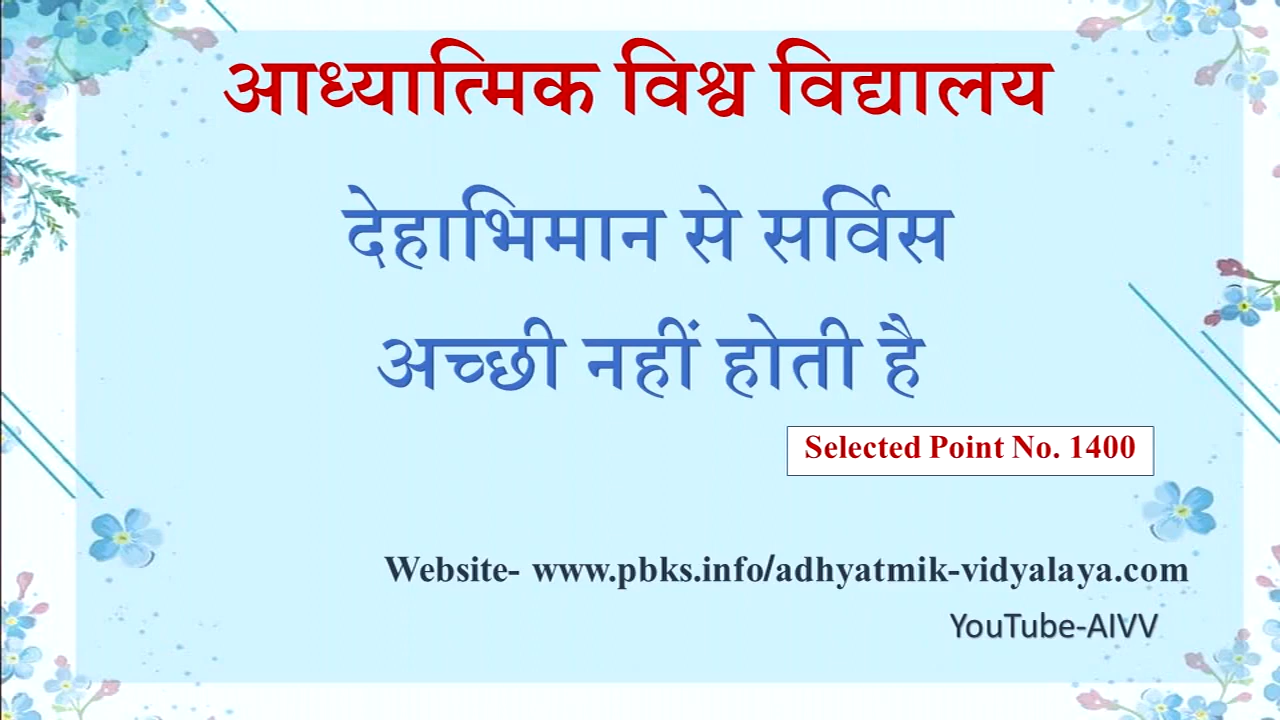 आध्यात्मिक विश्व विद्यालय
देहाभिमान से सर्विस
अच्छी नहीं होती है
Selected Point No. 1400
Website- www.pbks.info/adhyatmik-vidyalaya.com
YouTube-AIVV